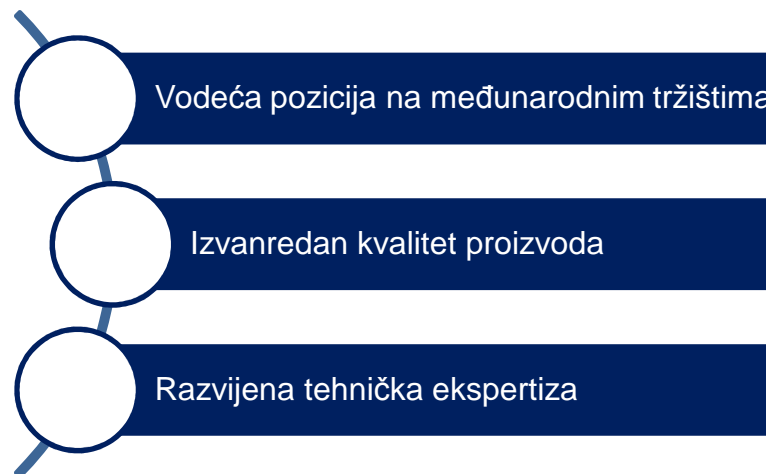 Vodeća pozicija na međunarodnim tržištima
Izvanredan kvalitet proizvoda
Razvijena tehnička ekspertiza